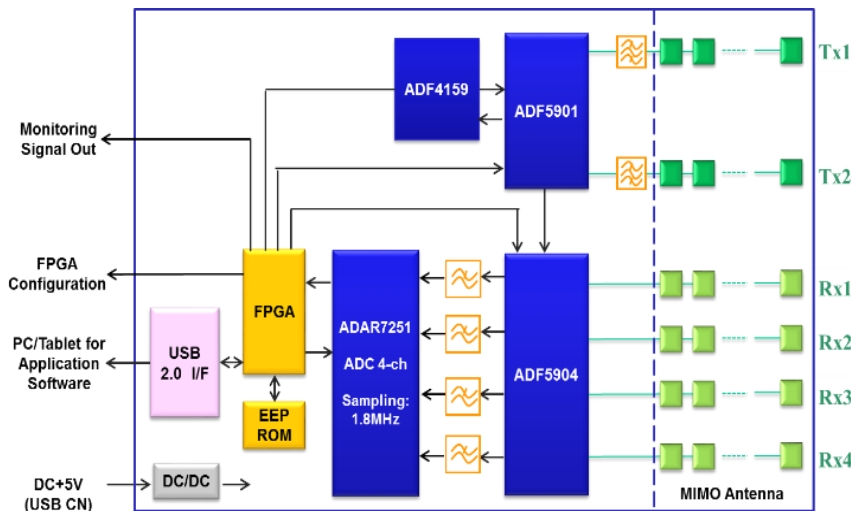 Tx1
ADF4159
ADF5901
Monitoring
Signal Out
Tx2
FPGA
Configuration
FPGA
ADAR7251
ADC 4-ch
Sampling:
1.8MHz
ADF5904
Rx1
PC/Tablet for
Application
Software
USB
2.0 I/F
Rx2
EEP
ROM
Rx3
Rx4
DC+5V
(USB CN)
DC/DC
MIMO Antenna